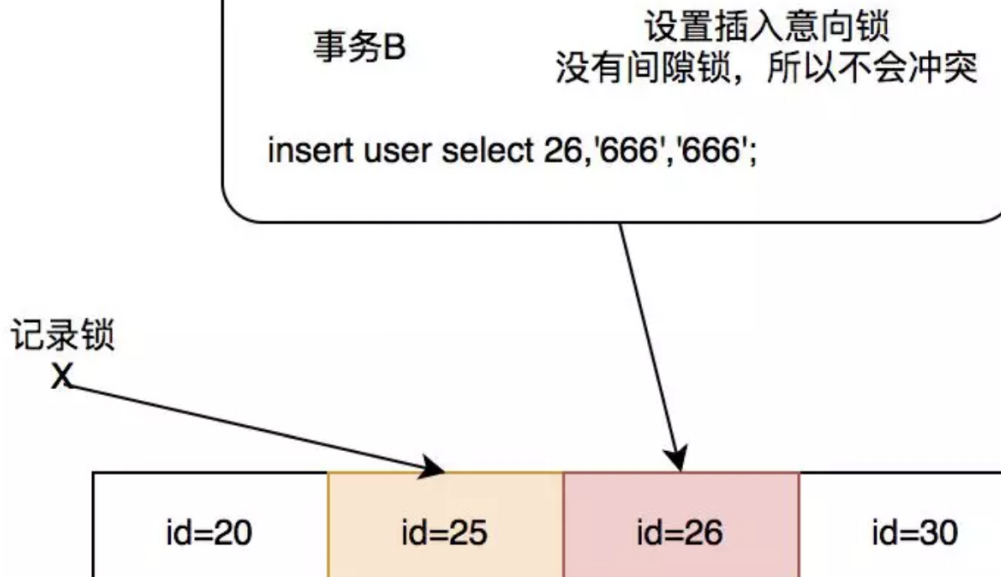 事务B
设置插入意向锁
没有间隙锁，所以不会冲突
insert user select 26,'666','666';
记录锁
X
id=20
id=25
id=26
id=30